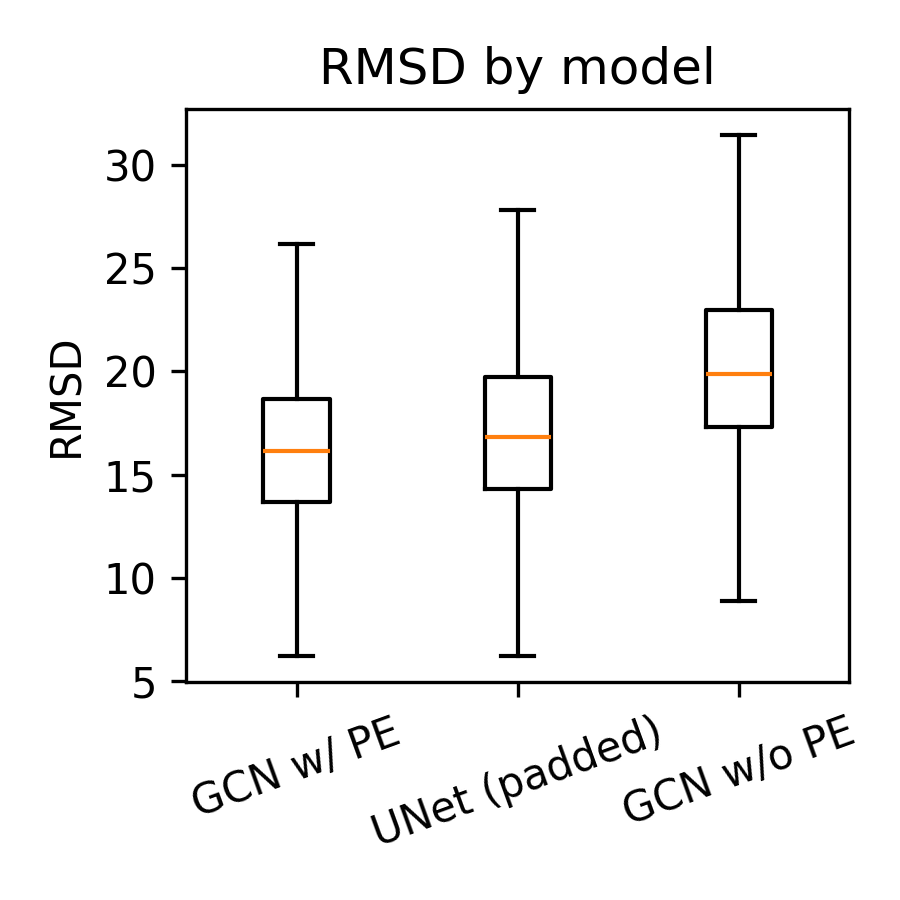 RMSD by model
RMSD
30
25
20
15
10
5
GCN w/ PE
UNet (padded)
GCN w/o PE